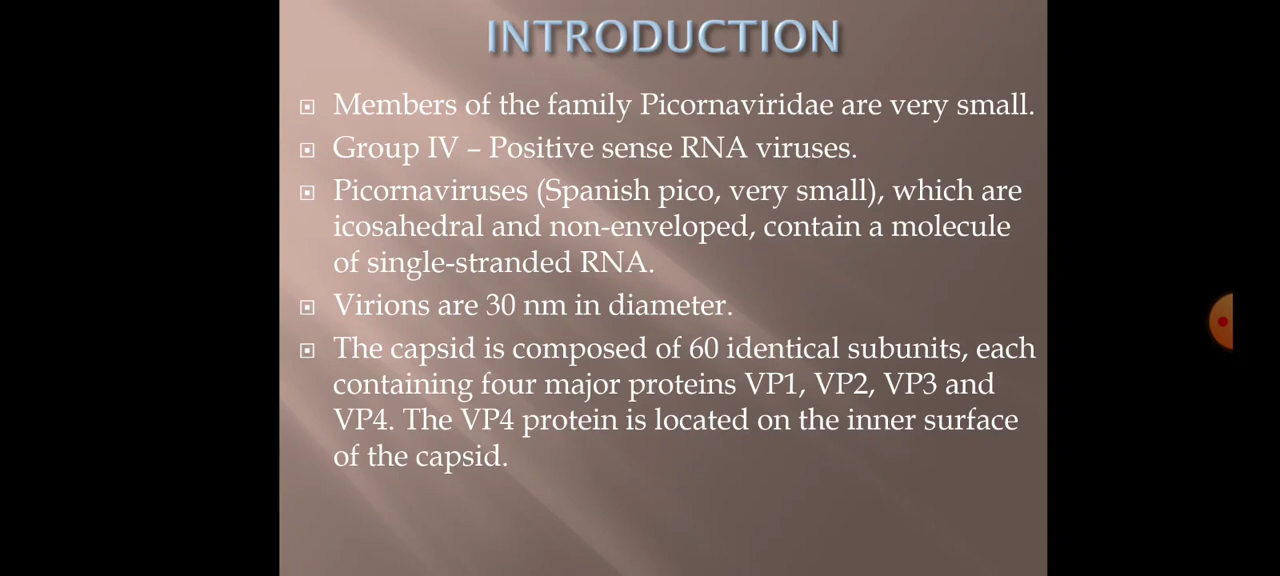 INTRODUCTION
Members of the family Picornaviridae are very small.
Group IV – Positive sense RNA viruses.
Picornaviruses (Spanish pico, very small), which are
icosahedral and non-enveloped, contain a molecule
of single-stranded RNA.
Virions are 30 nm in diameter.
The capsid is composed of 60 identical subunits, each
containing four major proteins VP1, VP2, VP3 and
VP4. The VP4 protein is located on the inner surface
of the capsid.